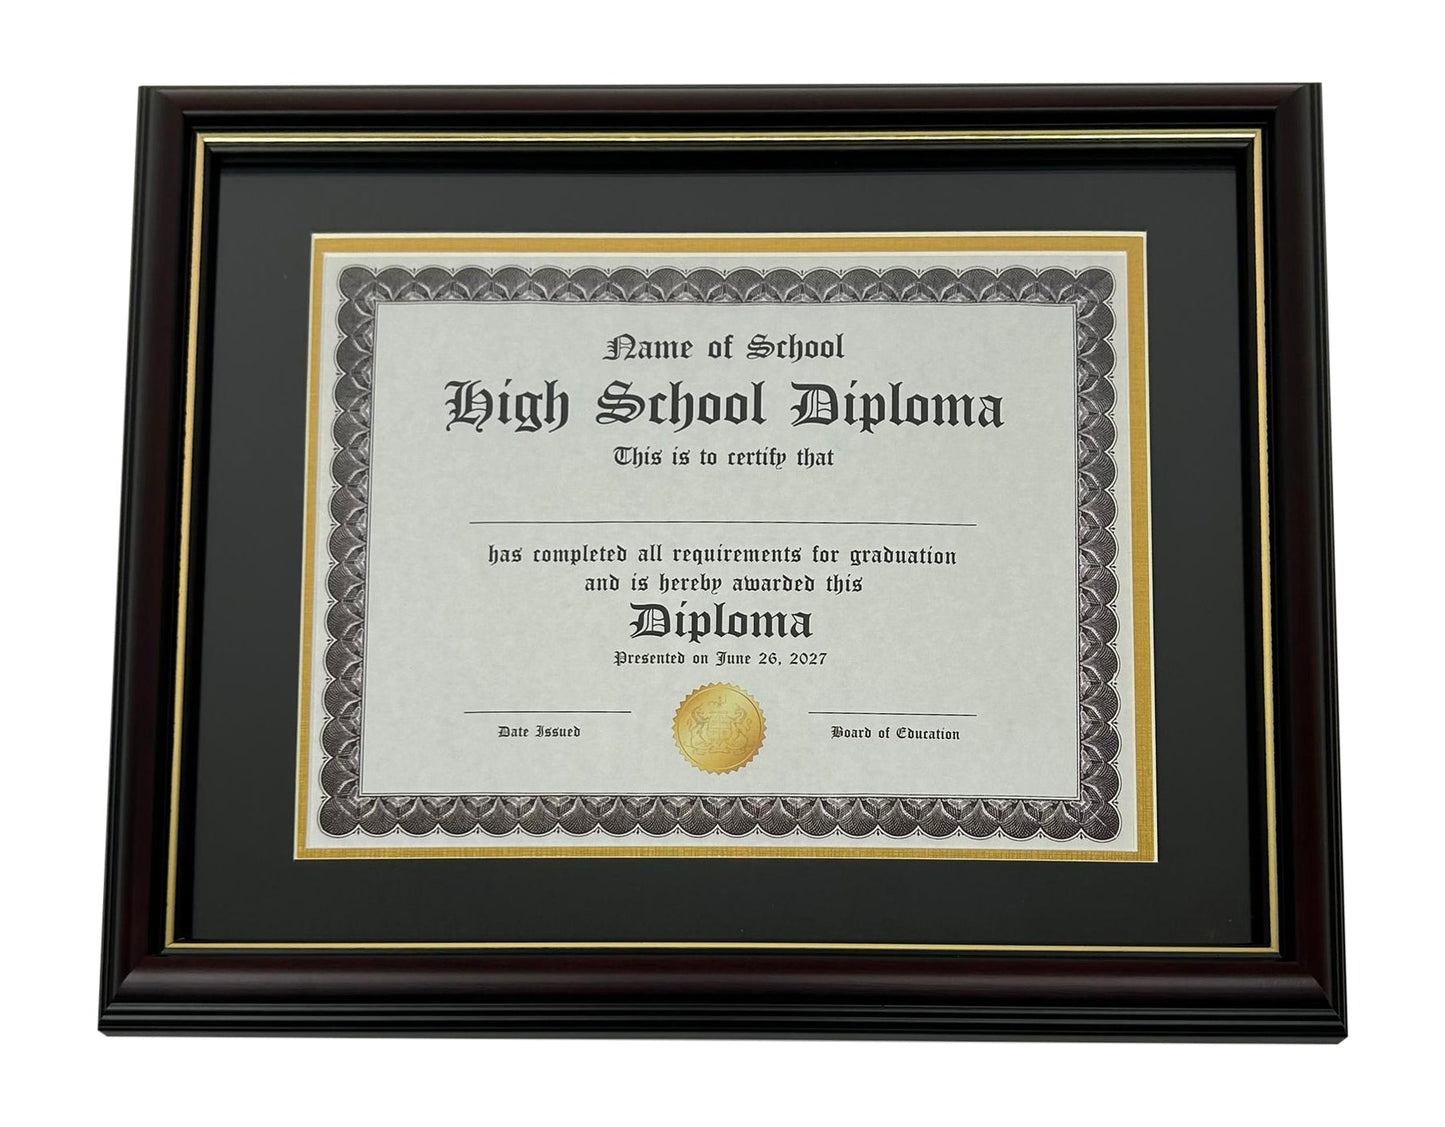 Name of School
High School Diploma
This is to certify that
has completed all requirements for graduation
and is hereby awarded this
Diploma
Presented on June 26, 2027
Date Issued
Board of Education